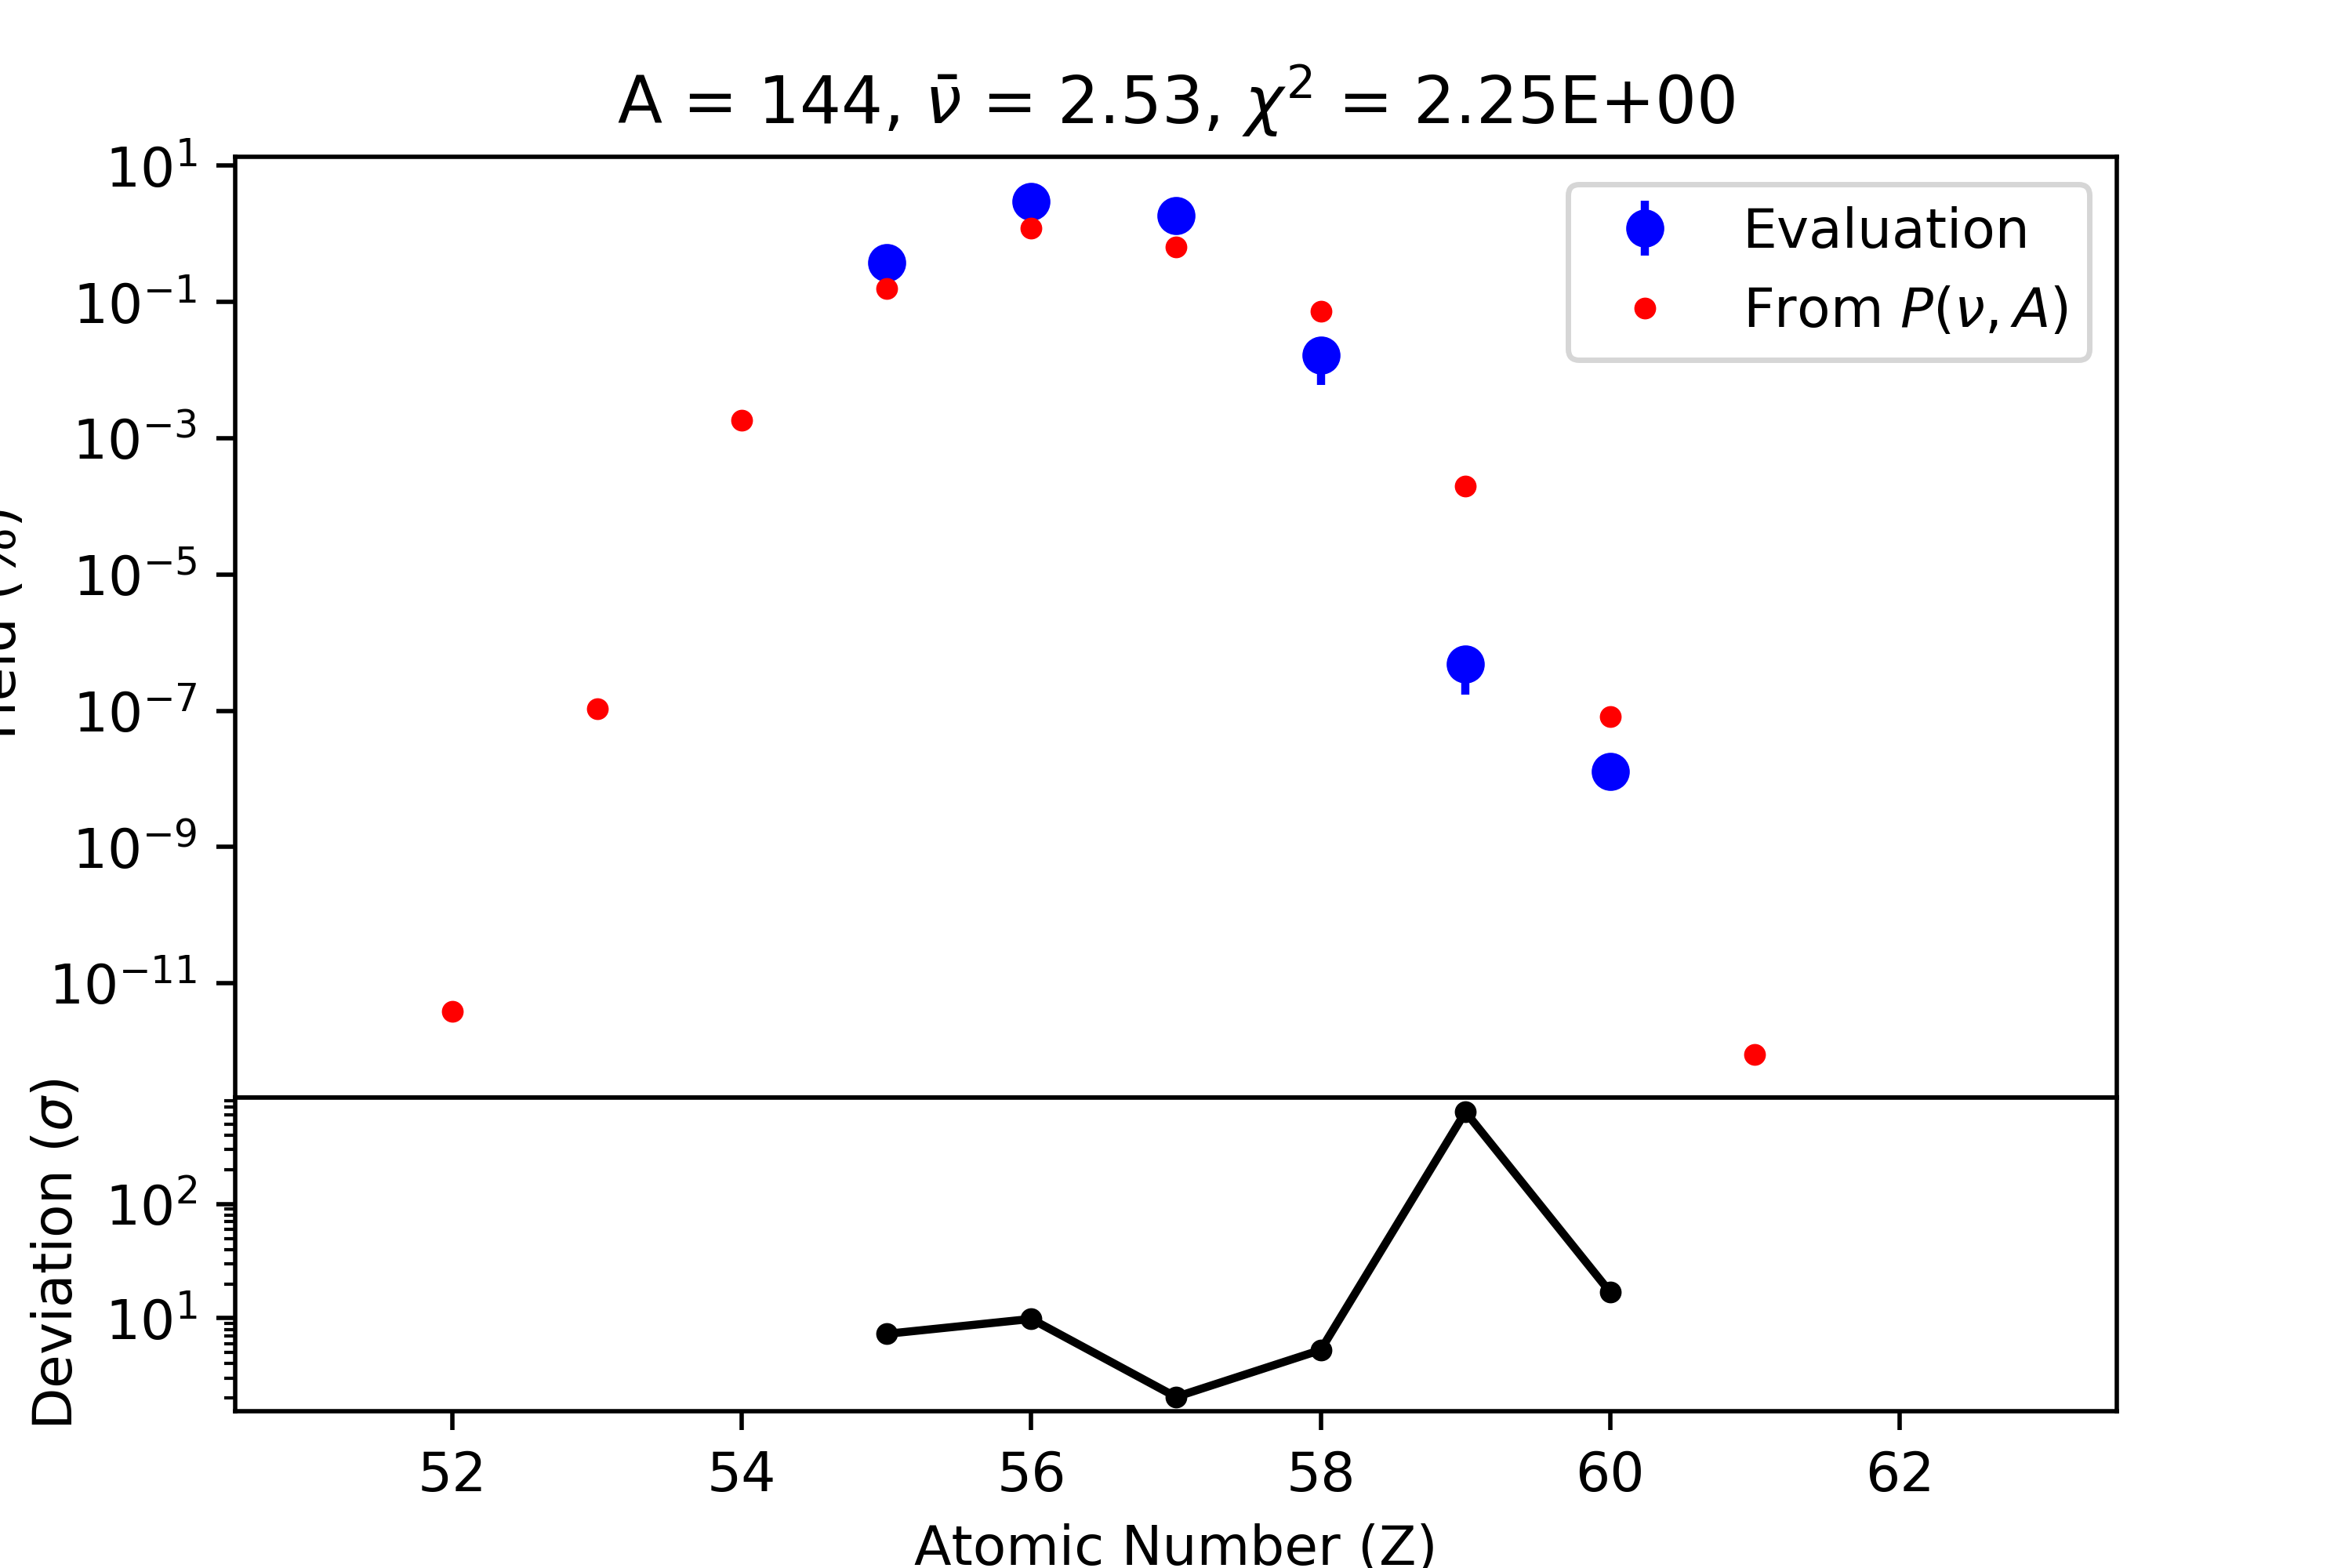 A = 144, ν̄ = 2.53, χ² = 2.25E+00
10¹
10⁻¹
10⁻³
10⁻⁵
10⁻⁷
10⁻⁹
10⁻¹¹
Yield (%)
Evaluation
From P(ν, A)
Deviation (σ)
10²
10¹
52 54 56 58 60 62
Atomic Number (Z)